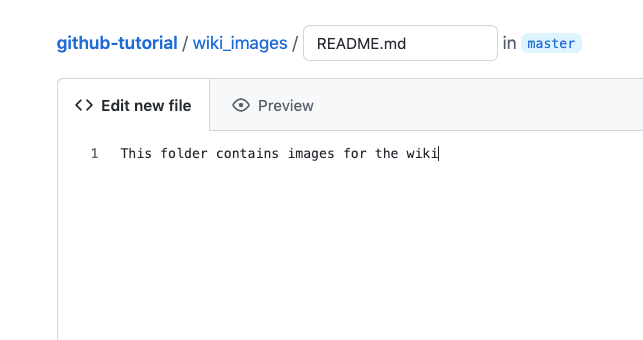 github-tutorial / wiki_images / README.md in master
<> Edit new file Preview
1 This folder contains images for the wiki